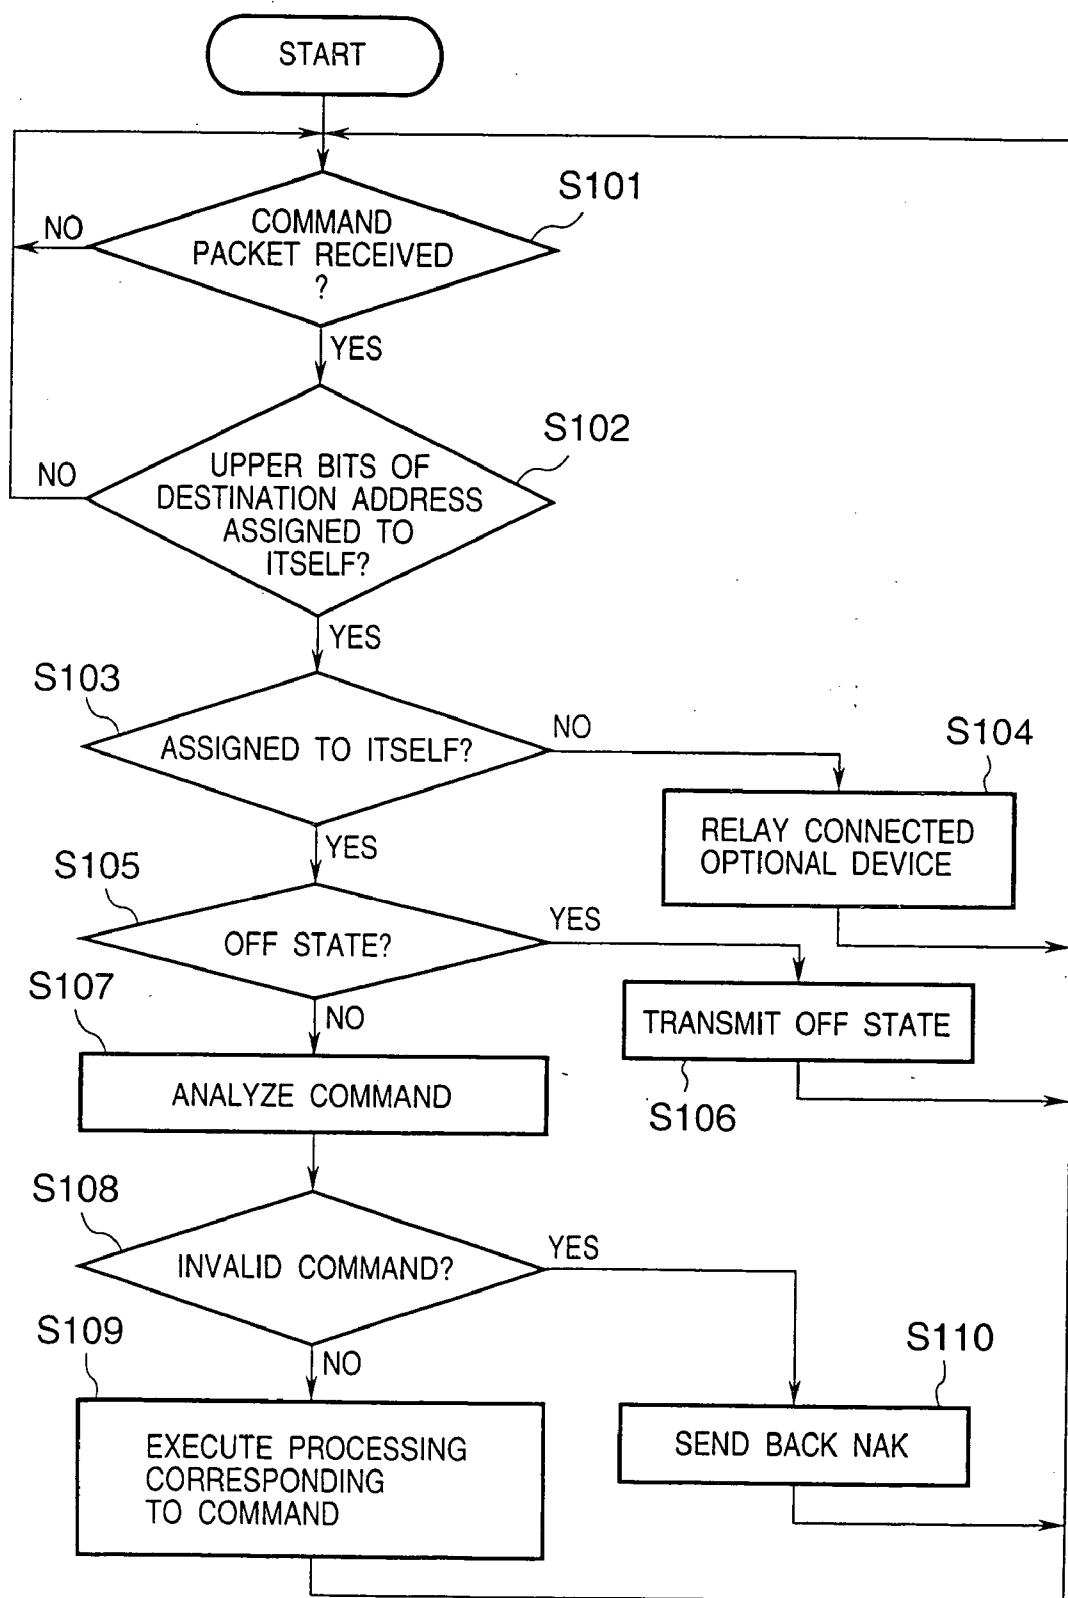 START
S101
NO
COMMAND
PACKET RECEIVED
?
YES
S102
NO
UPPER BITS OF
DESTINATION ADDRESS
ASSIGNED TO
ITSELF?
YES
S103
ASSIGNED TO ITSELF?
NO
S104
RELAY CONNECTED
OPTIONAL DEVICE
YES
S105
OFF STATE?
YES
S107
NO
TRANSMIT OFF STATE
S106
ANALYZE COMMAND
S108
INVALID COMMAND?
YES
S109
NO
S110
EXECUTE PROCESSING
CORRESPONDING
TO COMMAND
SEND BACK NAK